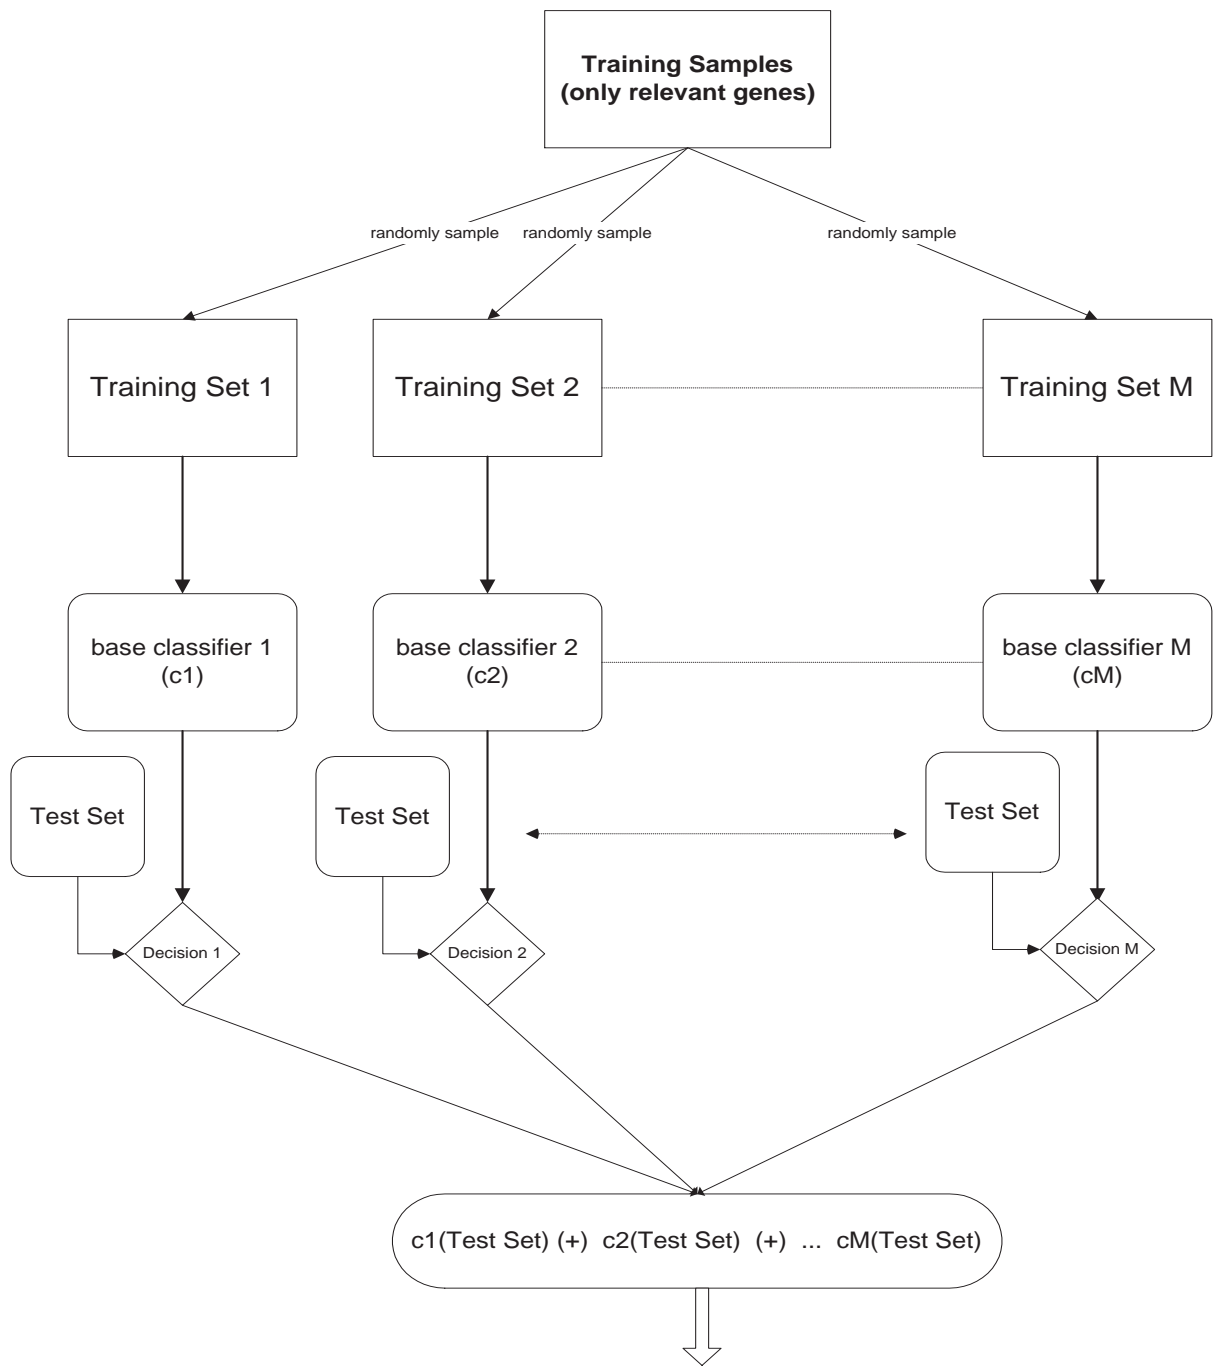 Training Samples
(only relevant genes)
randomly sample
randomly sample
randomly sample
Training Set 1
Training Set 2
Training Set M
base classifier 1
(c1)
base classifier 2
(c2)
base classifier M
(cM)
Test Set
Test Set
Test Set
Decision 1
Decision 2
Decision M
c1(Test Set) (+) c2(Test Set) (+) ... cM(Test Set)